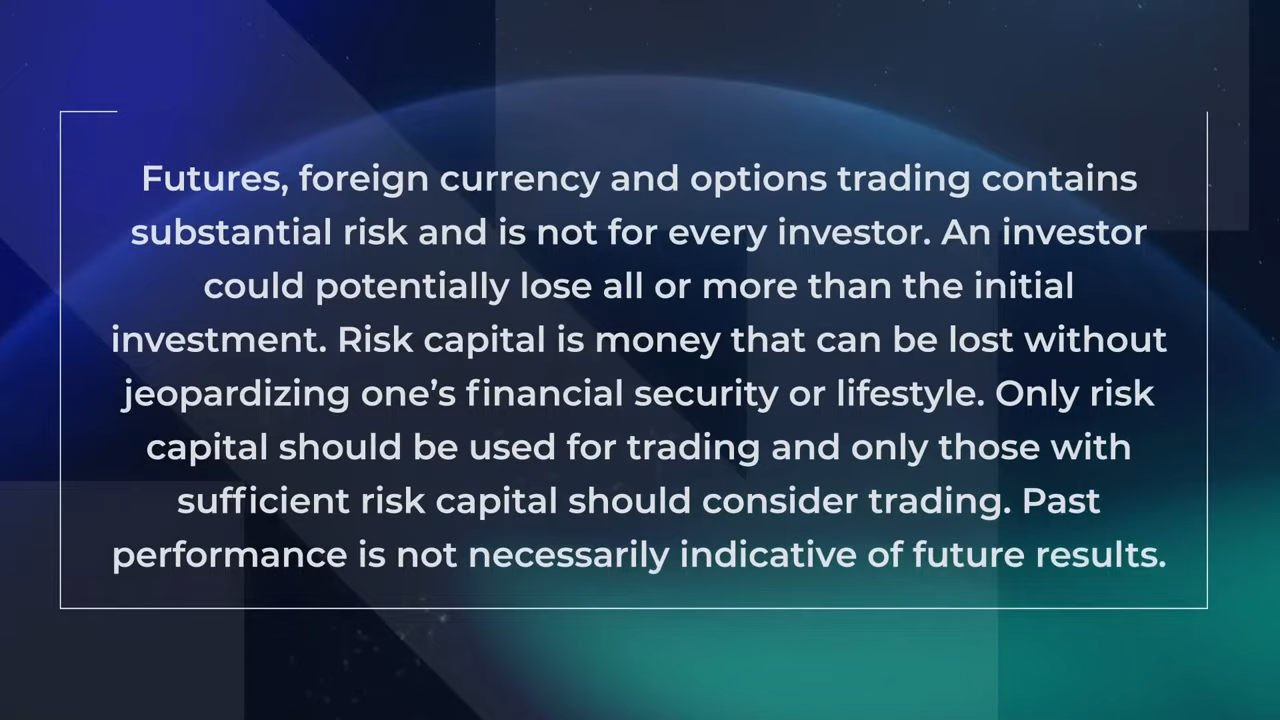 Futures, foreign currency and options trading contains
substantial risk and is not for every investor. An investor
could potentially lose all or more than the initial
investment. Risk capital is money that can be lost without
jeopardizing one’s financial security or lifestyle. Only risk
capital should be used for trading and only those with
sufficient risk capital should consider trading. Past
performance is not necessarily indicative of future results.